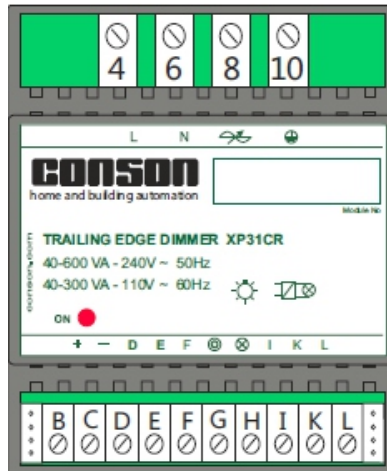 4 6 8 10
L N
CONSON
home and building automation
Module No
conson.com
TRAILING EDGE DIMMER XP31CR
40-600 VA - 240V ~ 50Hz
40-300 VA - 110V ~ 60Hz
ON
+ − D E F I K L
B C D E F G H I K L